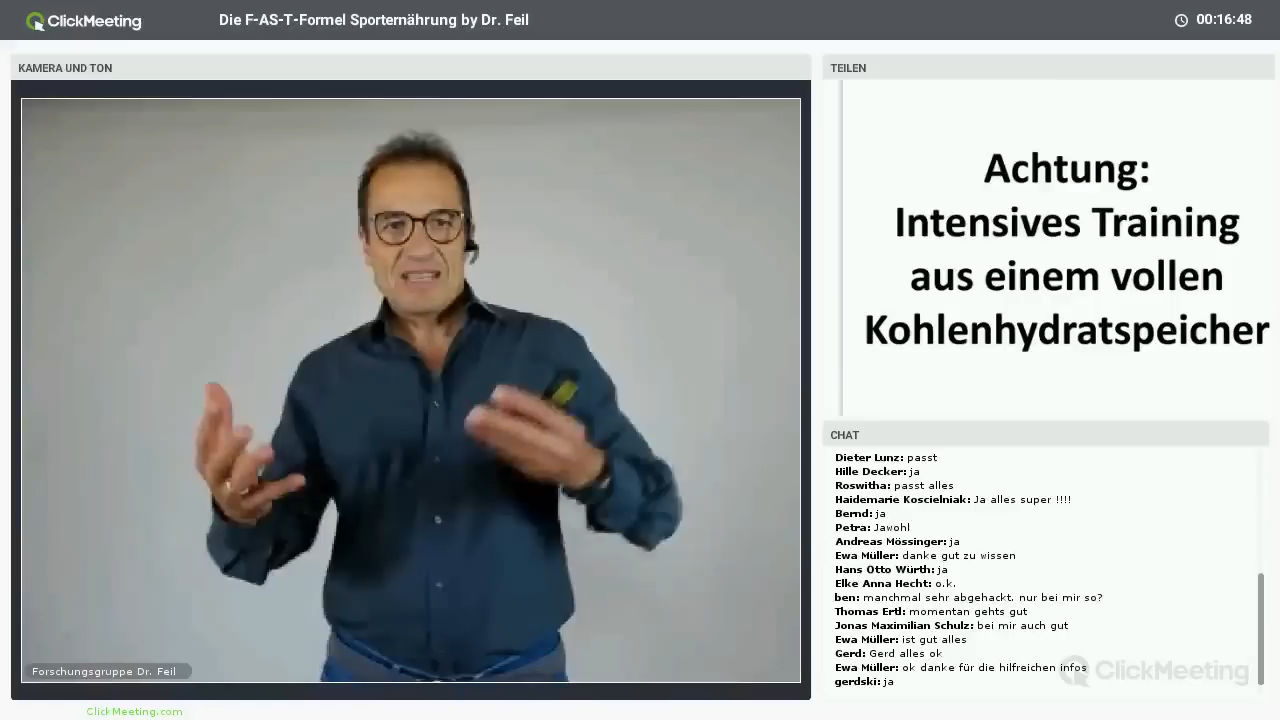 ClickMeeting
Die F-AS-T-Formel Sporternährung by Dr. Feil
00:16:48
KAMERA UND TON
Forschungsgruppe Dr. Feil
ClickMeeting.com
TEILEN
Achtung:
Intensives Training
aus einem vollen
Kohlenhydratspeicher
CHAT
Dieter Lunz: passt
Hille Decker: ja
Roswitha: passt alles
Haidemarie Koscielniak: Ja alles super !!!!
Bernd: ja
Petra: Jawohl
Andreas Mössinger: ja
Ewa Müller: danke gut zu wissen
Hans Otto Würth: ja
Elke Anna Hecht: o.k.
ben: manchmal sehr abgehackt. nur bei mir so?
Thomas Ertl: momentan gehts gut
Jonas Maximilian Schulz: bei mir auch gut
Ewa Müller: ist gut alles
Gerd: Gerd alles ok
Ewa Müller: ok danke für die hilfreichen infos
gerdski: ja
ClickMeeting